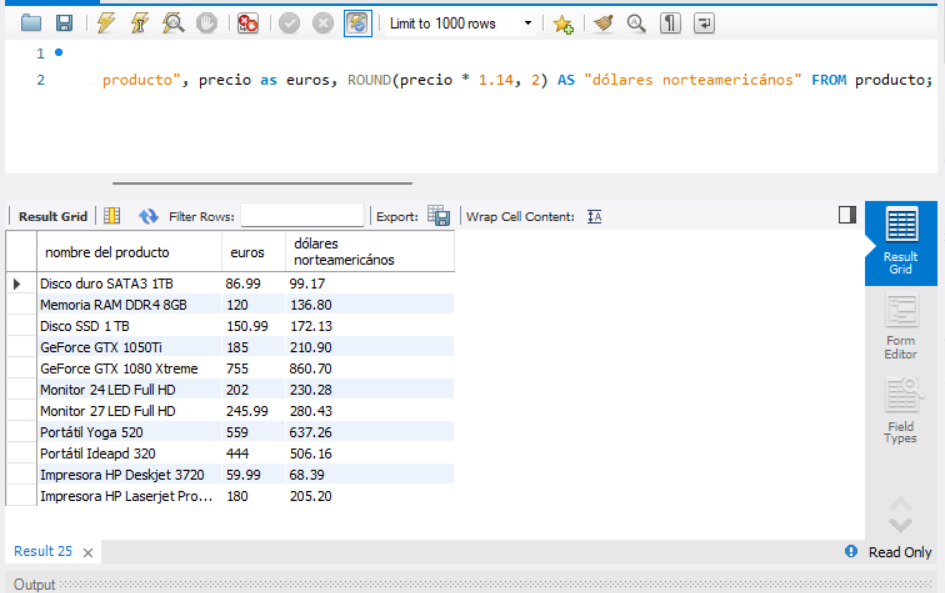 Limit to 1000 rows
1
2 producto", precio as euros, ROUND(precio * 1.14, 2) AS "dólares norteamericános" FROM producto;
Result Grid Filter Rows: Export: Wrap Cell Content:
nombre del producto euros dólares norteamericános
Disco duro SATA3 1TB 86.99 99.17
Memoria RAM DDR4 8GB 120 136.80
Disco SSD 1 TB 150.99 172.13
GeForce GTX 1050Ti 185 210.90
GeForce GTX 1080 Xtreme 755 860.70
Monitor 24 LED Full HD 202 230.28
Monitor 27 LED Full HD 245.99 280.43
Portátil Yoga 520 559 637.26
Portátil Ideapd 320 444 506.16
Impresora HP Deskjet 3720 59.99 68.39
Impresora HP Laserjet Pro... 180 205.20
Result
Grid
Form
Editor
Field
Types
Result 25
Read Only
Output